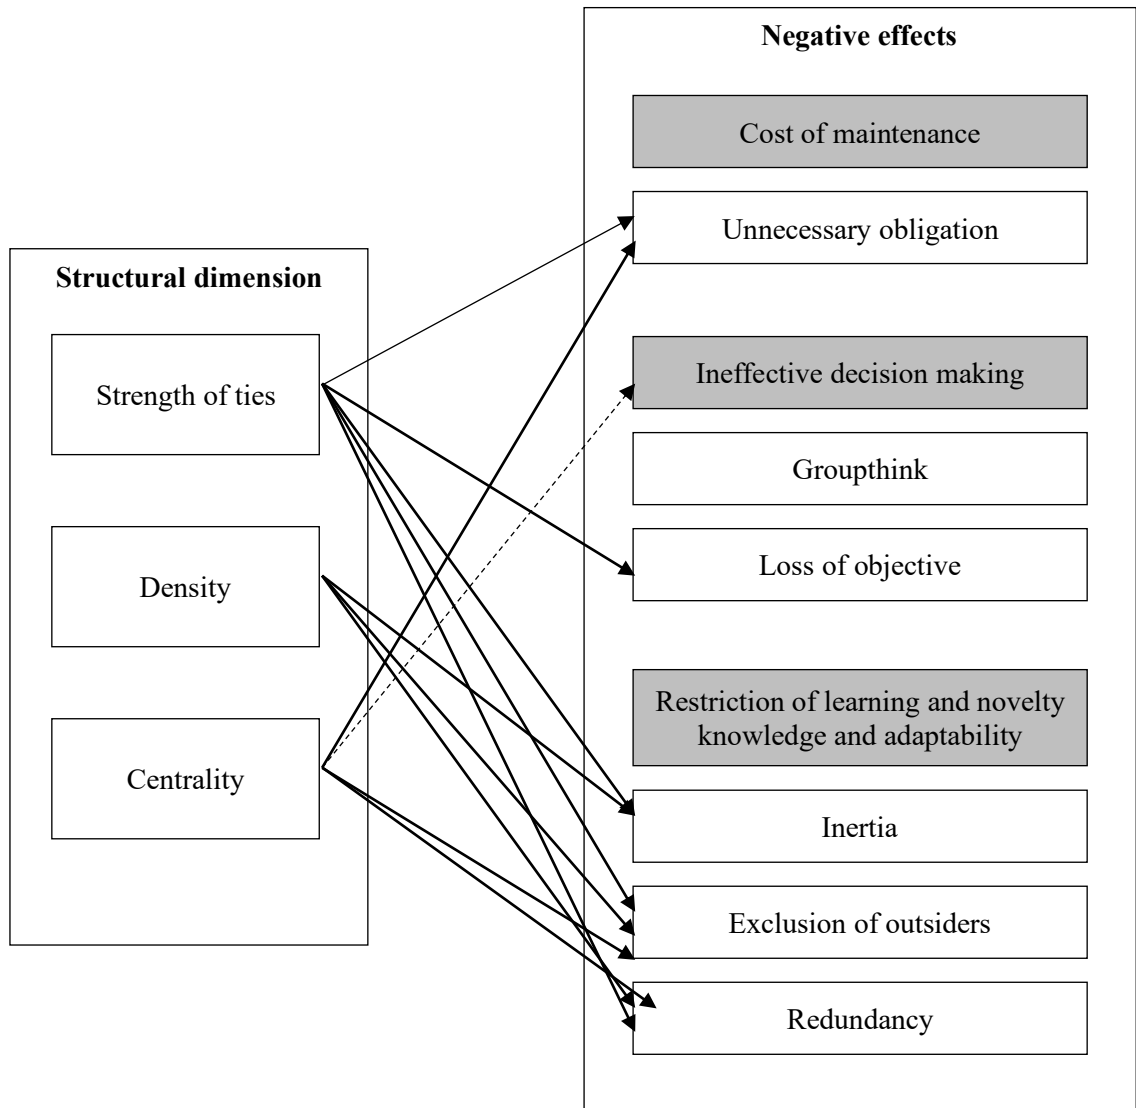 Negative effects
Cost of maintenance
Unnecessary obligation
Structural dimension
Strength of ties
Ineffective decision making
Groupthink
Loss of objective
Density
Restriction of learning and novelty
knowledge and adaptability
Centrality
Inertia
Exclusion of outsiders
Redundancy